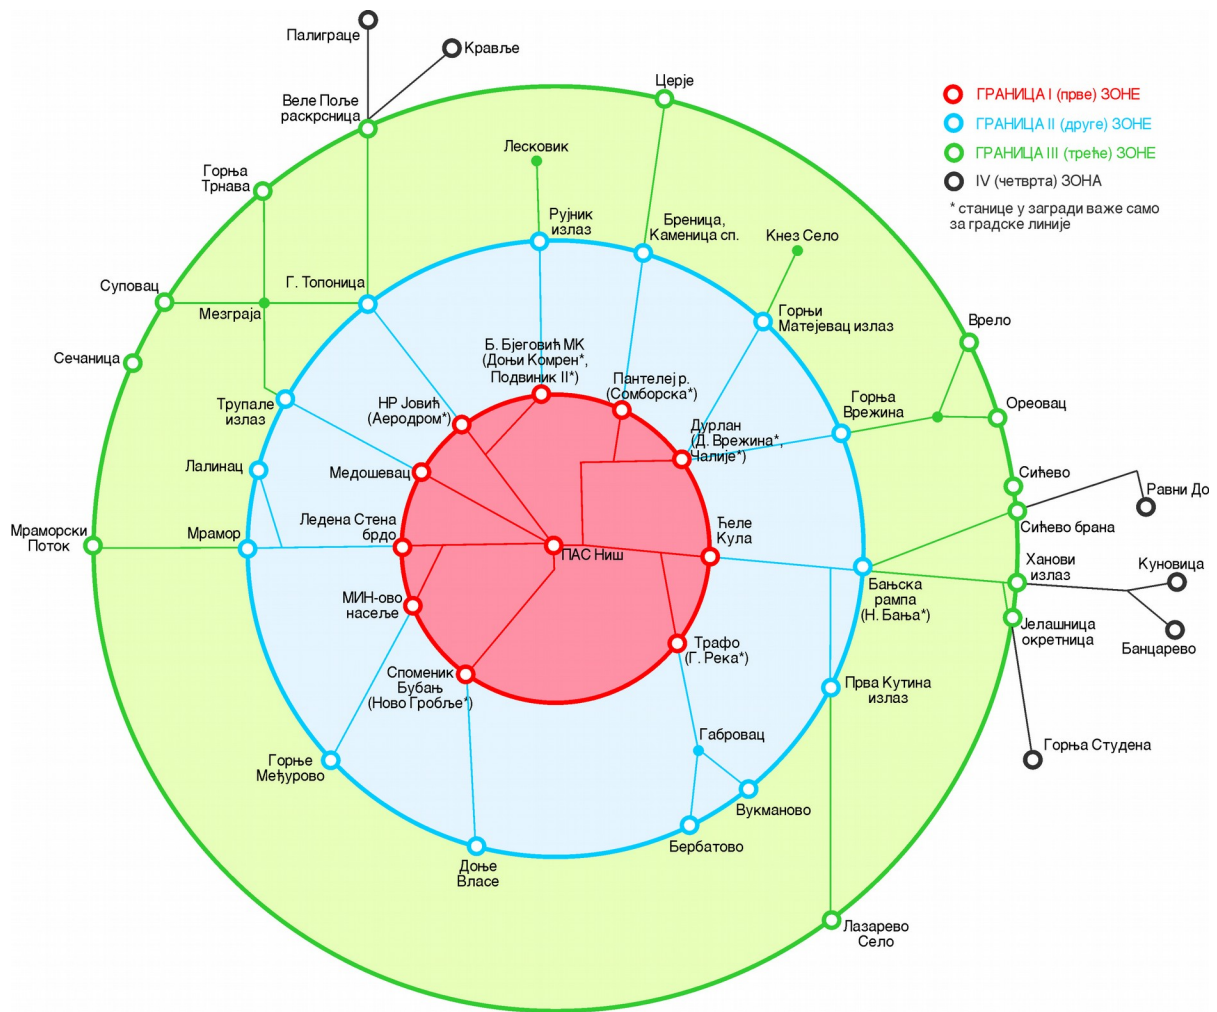 Палиграце
Кравље
Церје
Веле Поље
раскрсница
ГРАНИЦА I (прве) ЗОНЕ
ГРАНИЦА II (друге) ЗОНЕ
ГРАНИЦА III (треће) ЗОНЕ
IV (четврта) ЗОНА
* станице у загради важе само
за градске линије
Лесковик
Горња
Трнава
Рујник
излаз
Бреница,
Каменица сп.
Кнез Село
Суповац
Г. Топоница
Мезграја
Горњи
Матејевац излаз
Врело
Сечаница
Б. Бјеговић МК
(Доњи Комрен*,
Подвиник II*)
Пантелеј р.
(Сомборска*)
Трупале
излаз
НР Јовић
(Аеродром*)
Горња
Врежина
Ореовац
Дурлан
(Д. Врежина*,
Чалије*)
Лалинац
Медошевац
Сићево
Равни До
Мраморски
Поток
Мрамор
Ледена Стена
брдо
ПАС Ниш
Ћеле
Кула
Сићево брана
Ханови
излаз
Куновица
МИН-ово
насеље
Бањска
рампа
(Н. Бања*)
Јелашница
окретница
Банцарево
Трафо
(Г. Река*)
Споменик
Бубањ
(Ново Гробље*)
Прва Кутина
излаз
Габровац
Горња Студена
Горње
Међурово
Вукманово
Бербатово
Доње
Власе
Лазарево
Село